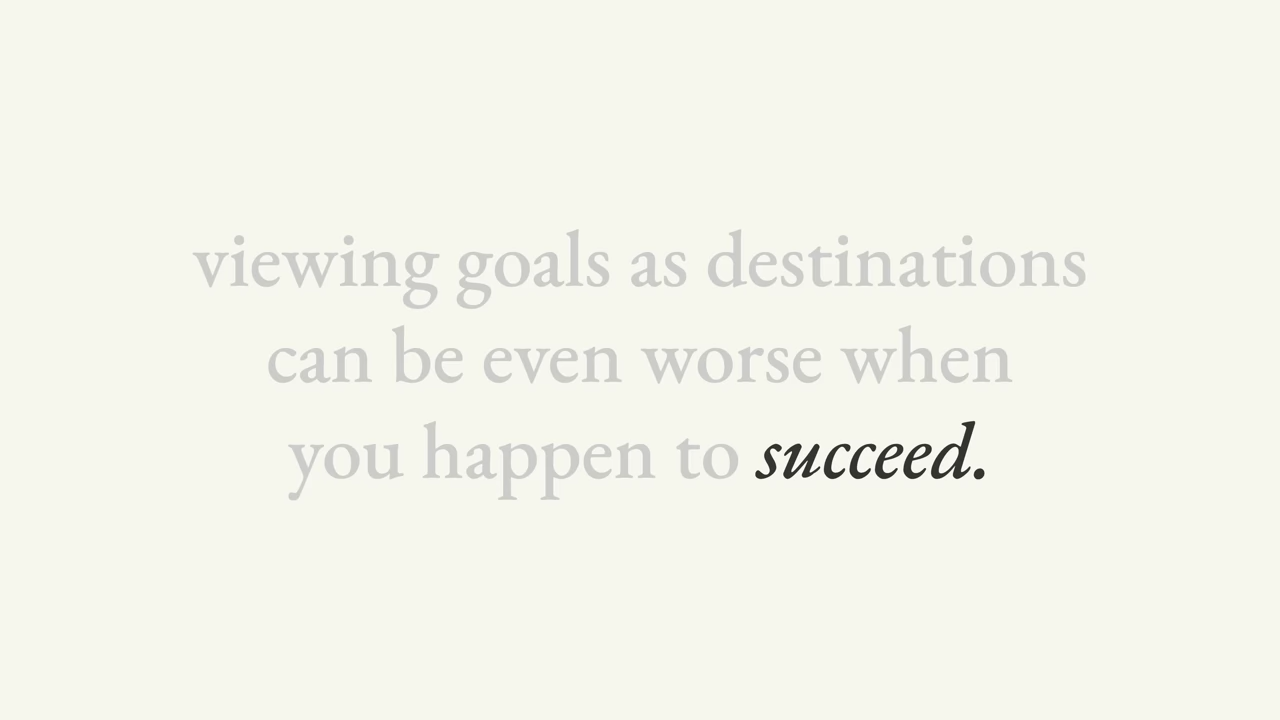 viewing goals as destinations
can be even worse when
you happen to succeed.